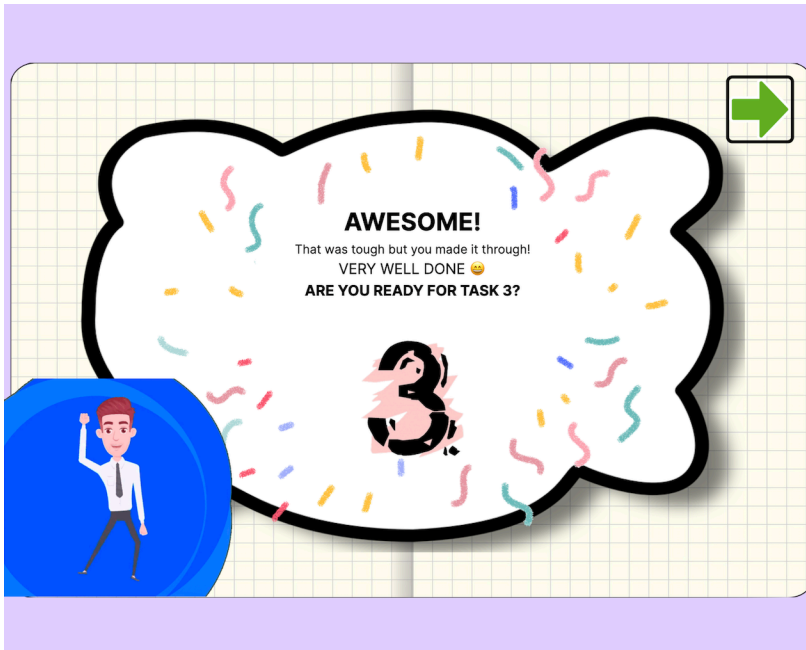 AWESOME!
That was tough but you made it through!
VERY WELL DONE 😄
ARE YOU READY FOR TASK 3?
3